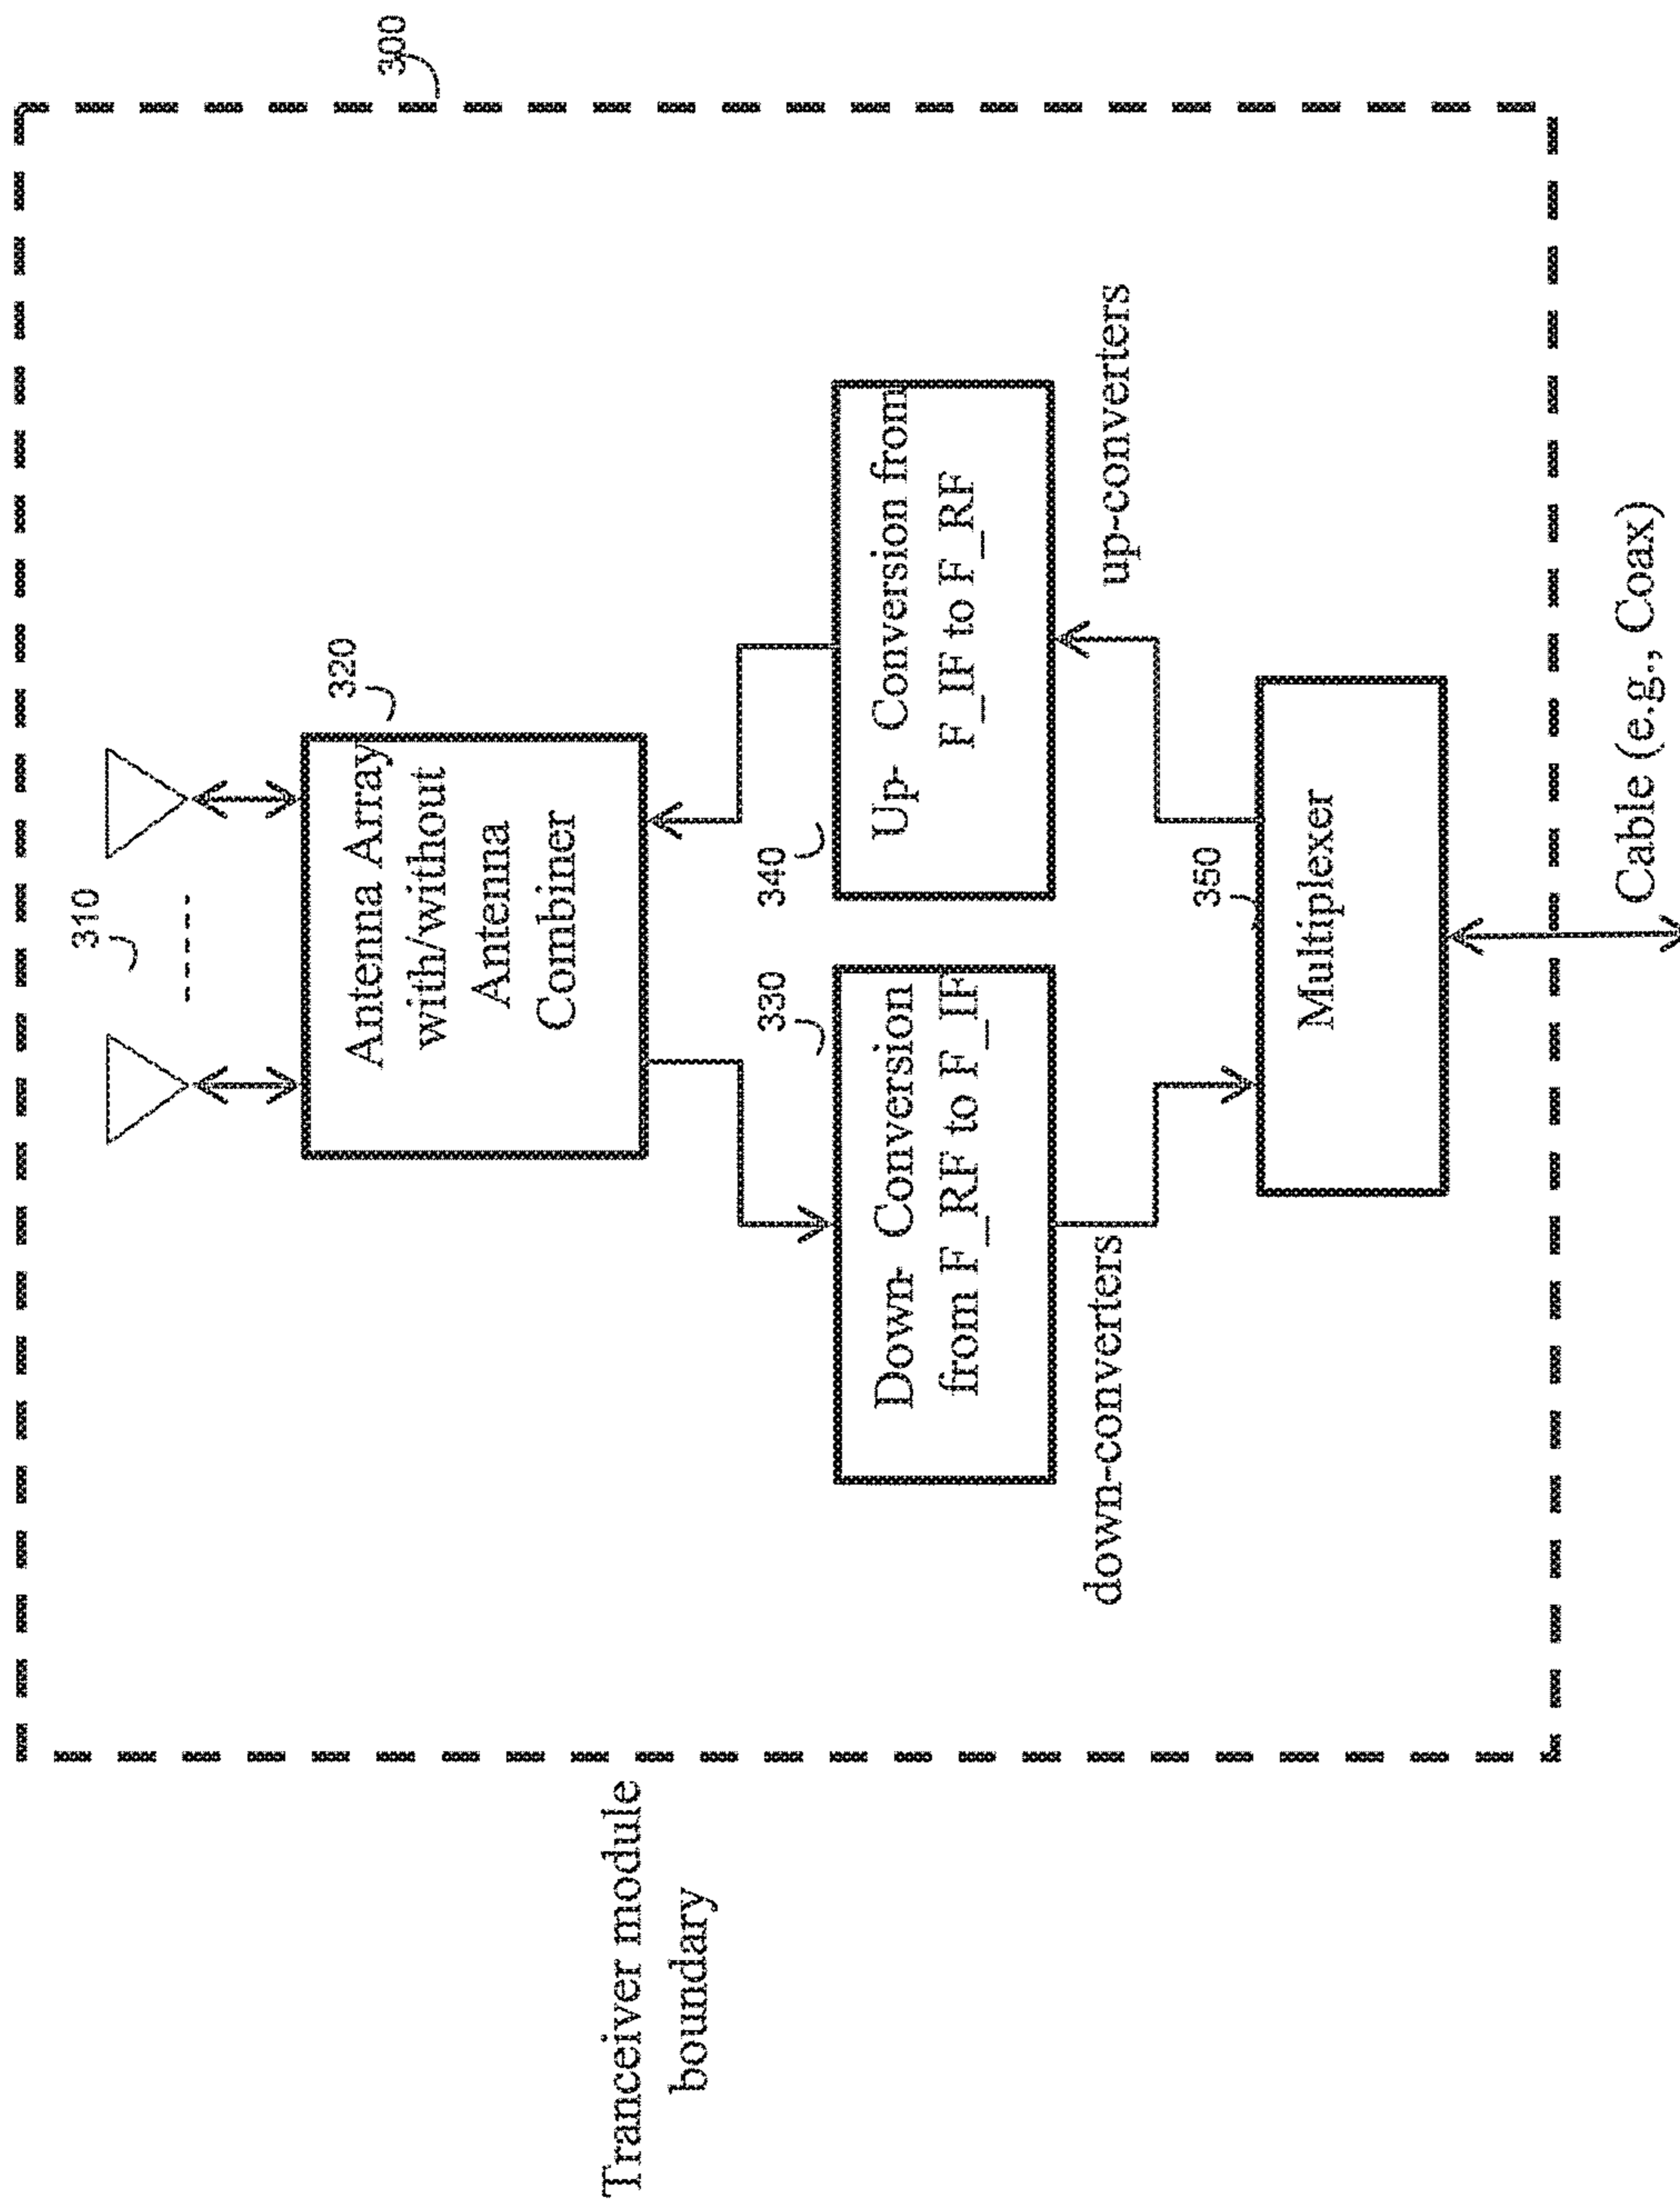 300
310
320
Antenna Array
with/without
Antenna
Combiner
Tranceiver module
boundary
330
Down- Conversion
from F_RF to F_IF
340
Up- Conversion from
F_IF to F_RF
down-converters
up-converters
350
Multiplexer
Cable (e.g., Coax)